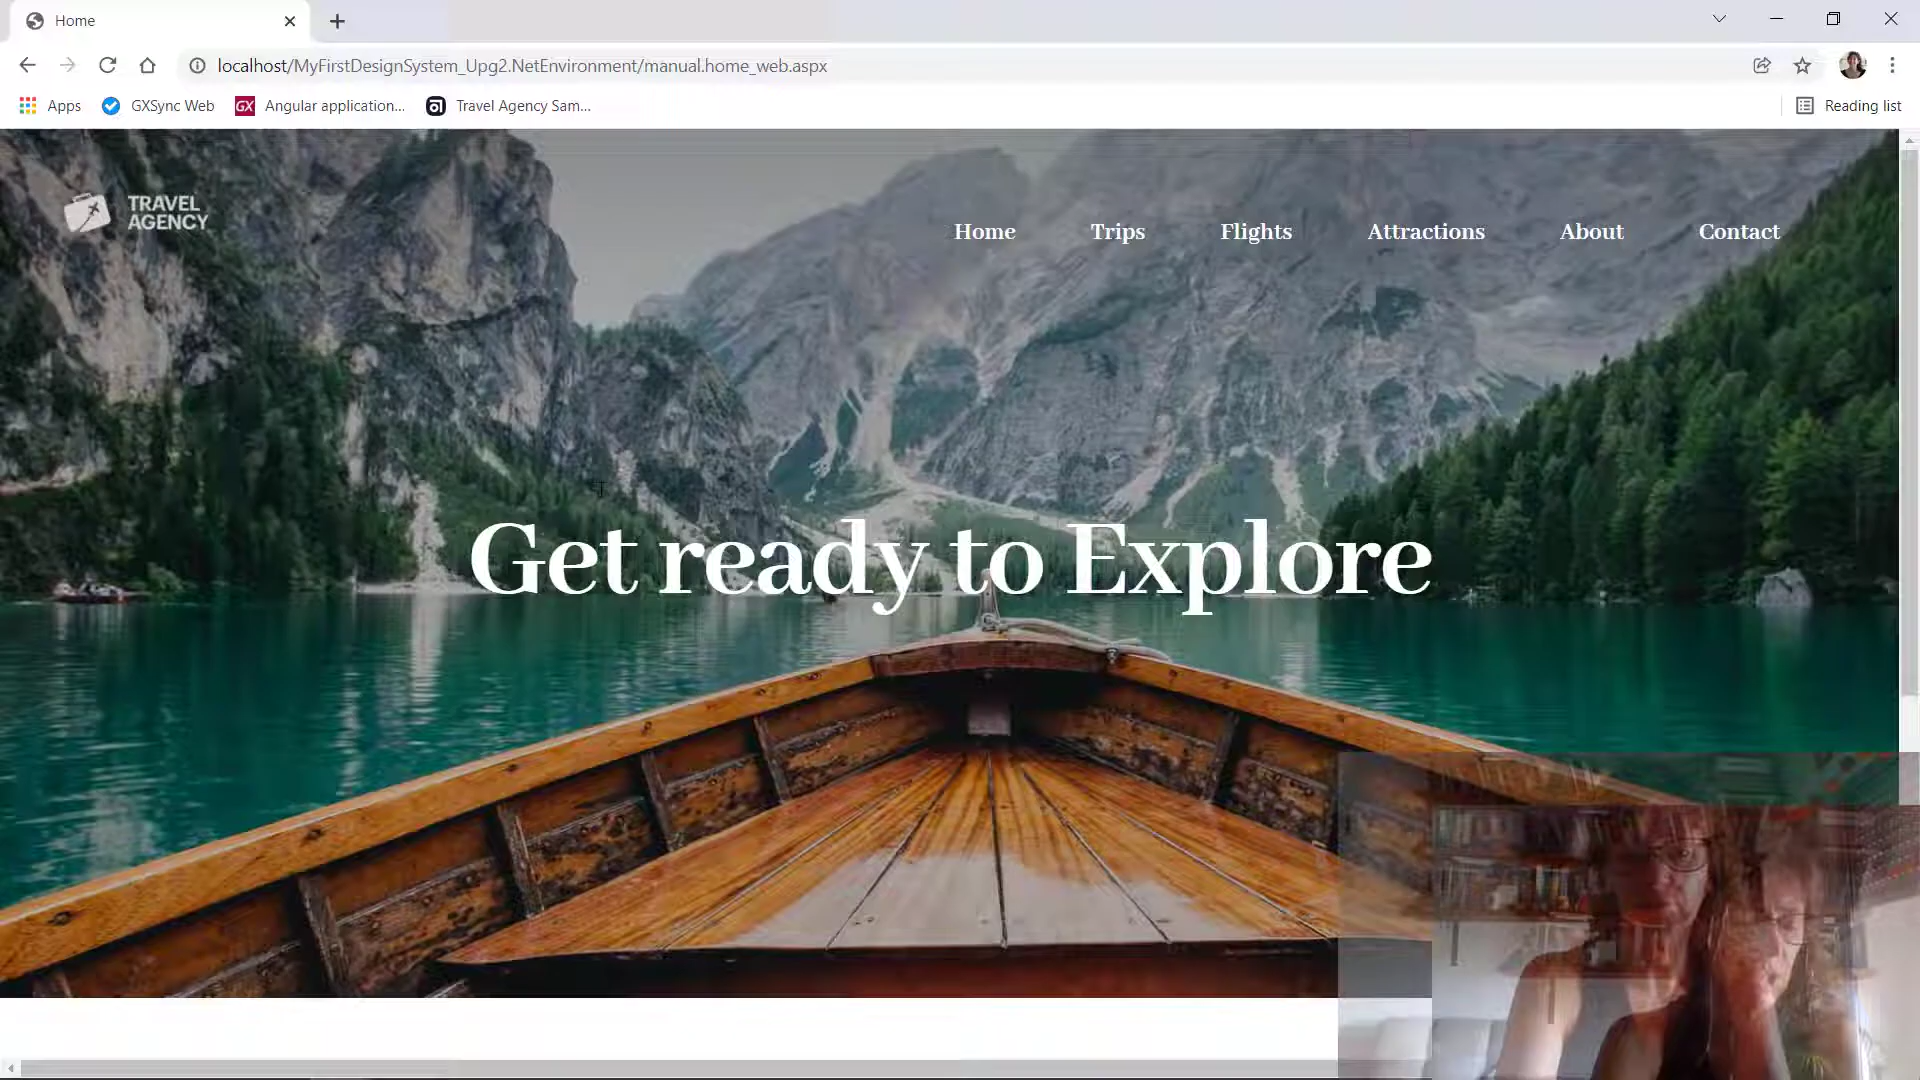 Home
localhost/MyFirstDesignSystem_Upg2.NetEnvironment/manual.home_web.aspx
Apps
GXSync Web
GX
Angular application...
Travel Agency Sam...
Reading list
TRAVEL
AGENCY
Home
Trips
Flights
Attractions
About
Contact
Get ready to Explore